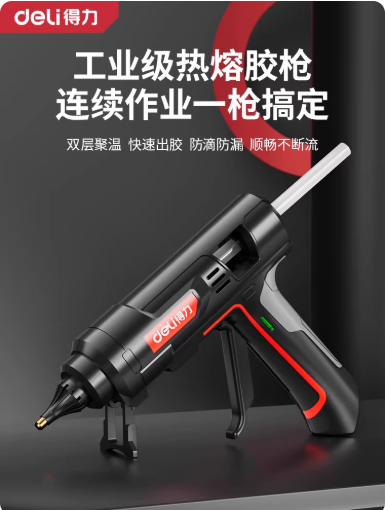 deli得力
工业级热熔胶枪
连续作业一枪搞定
双层聚温 快速出胶 防滴防漏 顺畅不断流
deli得力